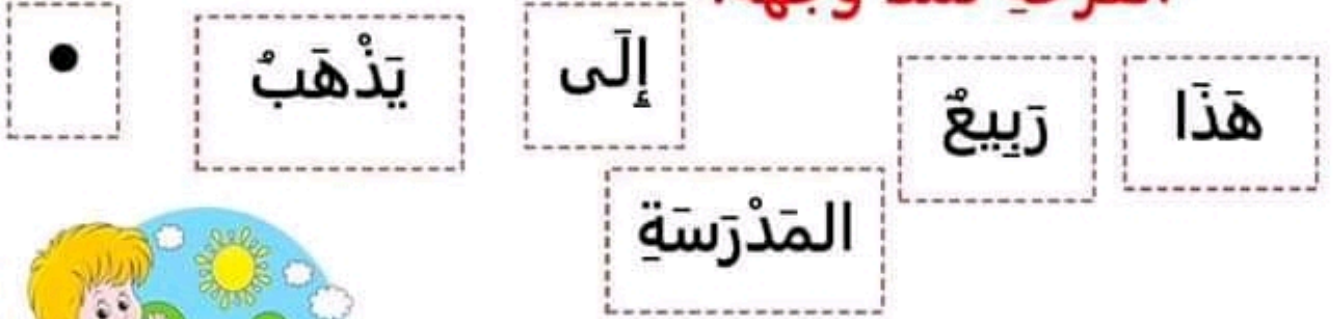 هَذَا
رَبِيعٌ
إِلَى
يَذْهَبُ
.
المَدْرَسَةِ